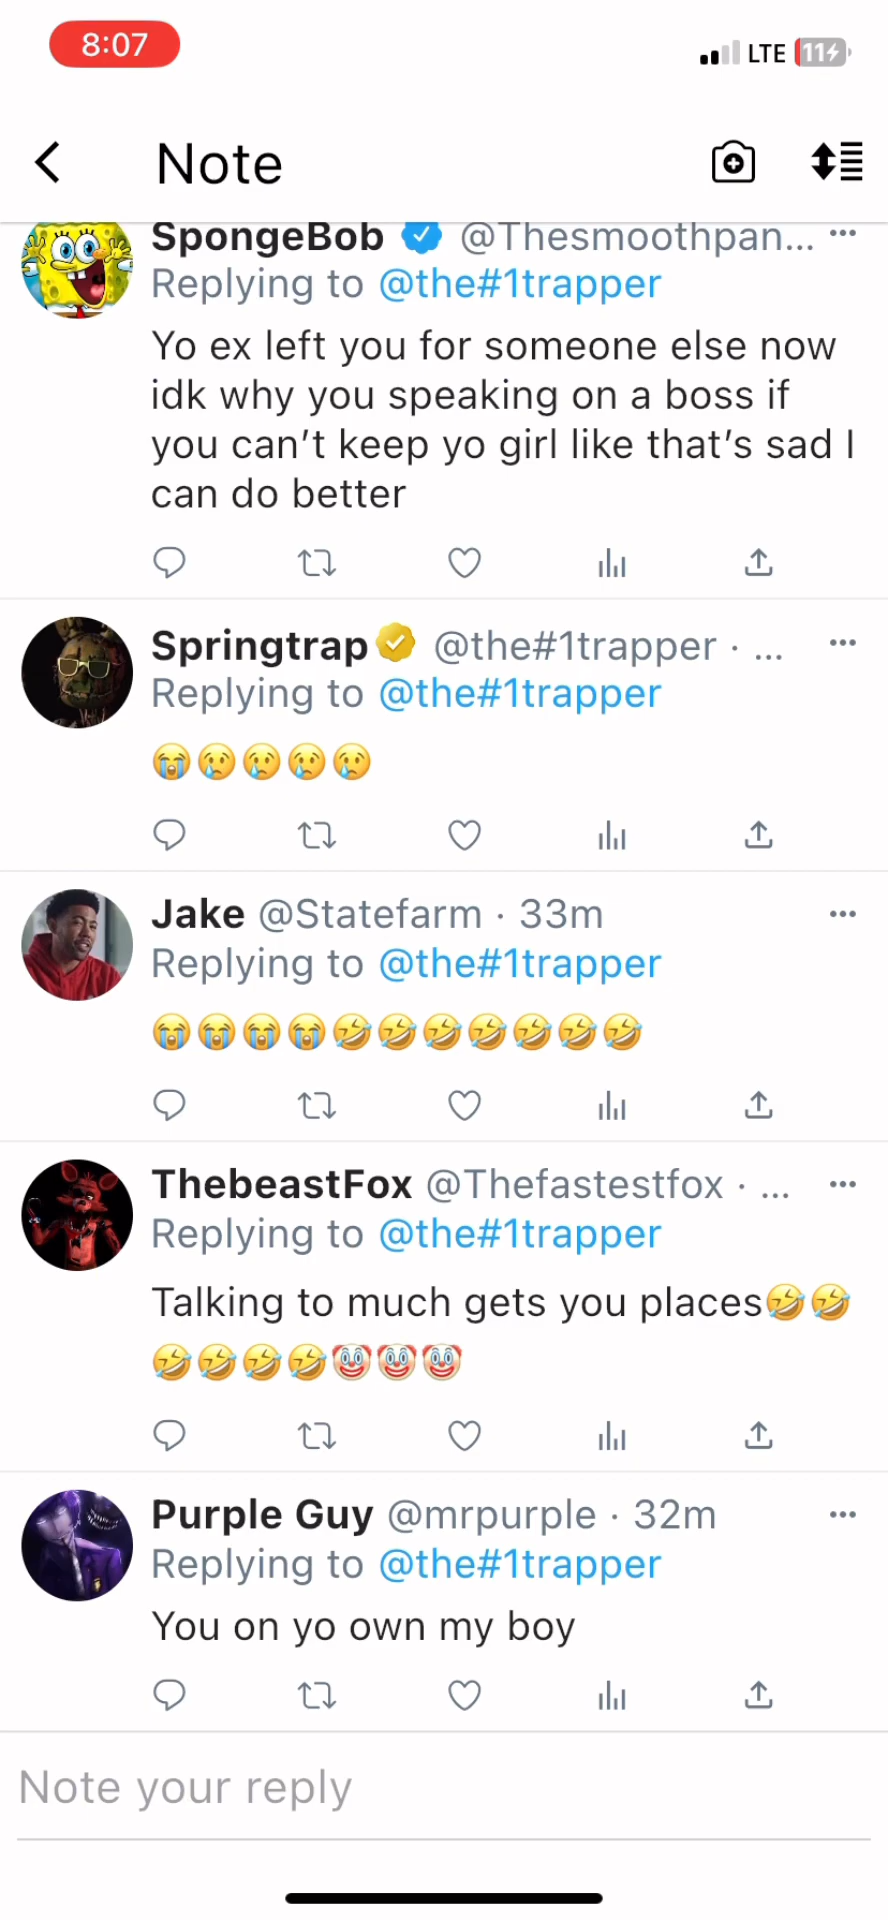 8:07
LTE 11
Note
SpongeBob @Thesmoothpan... ...
Replying to @the#1trapper
Yo ex left you for someone else now
idk why you speaking on a boss if
you can't keep yo girl like that's sad I
can do better
Springtrap @the#1trapper · ... ...
Replying to @the#1trapper
😭😢😢😢😢
Jake @Statefarm · 33m ...
Replying to @the#1trapper
😭😭😭😭🤣🤣🤣🤣🤣🤣🤣
ThebeastFox @Thefastestfox · ... ...
Replying to @the#1trapper
Talking to much gets you places🤣🤣
🤣🤣🤣🤣🤡🤡🤡
Purple Guy @mrpurple · 32m ...
Replying to @the#1trapper
You on yo own my boy
Note your reply